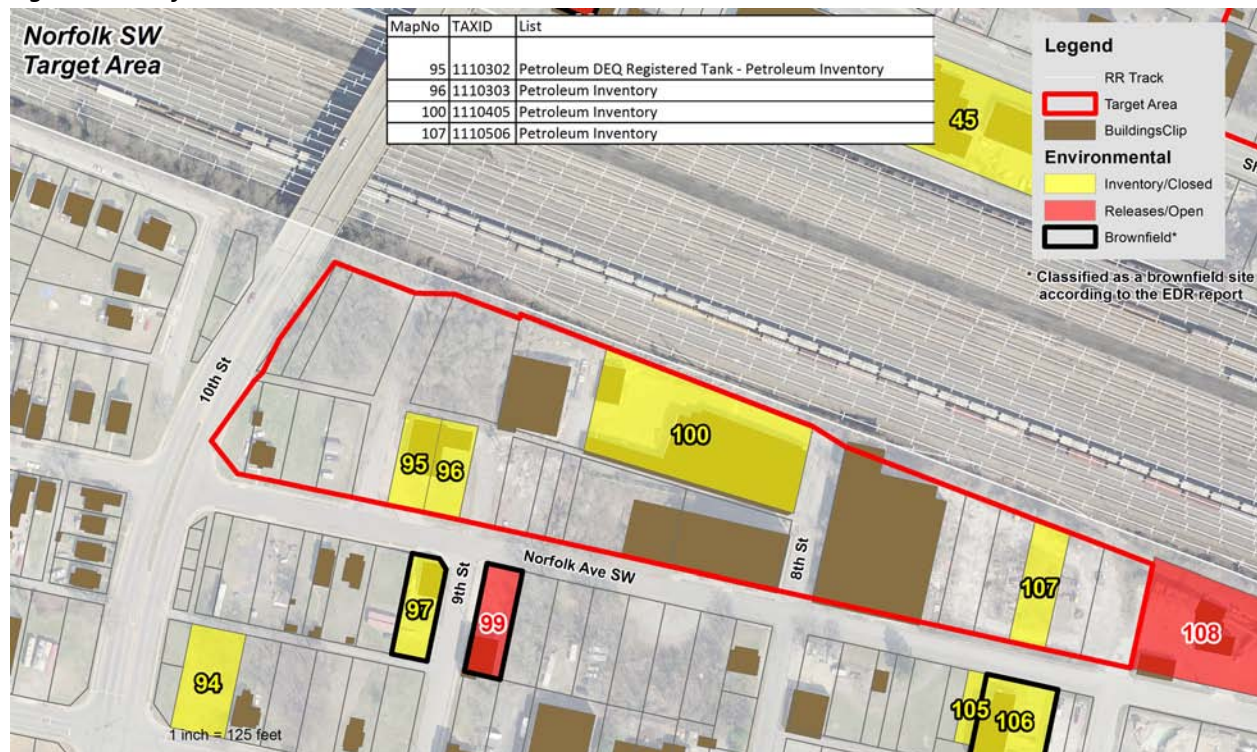 Norfolk SW
Target Area
MapNo TAXID List
95 1110302 Petroleum DEQ Registered Tank - Petroleum Inventory
96 1110303 Petroleum Inventory
100 1110405 Petroleum Inventory
107 1110506 Petroleum Inventory
Legend
RR Track
Target Area
BuildingsClip
Environmental
Inventory/Closed
Releases/Open
Brownfield*
* Classified as a brownfield site
according to the EDR report
45
10th St
100
95
96
8th St
Norfolk Ave SW
9th St
97
99
107
108
94
105
106
1 inch = 125 feet